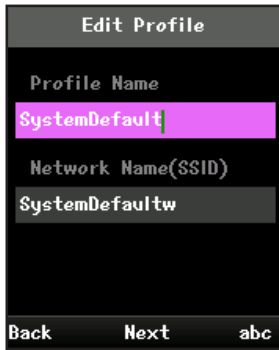 Edit Profile
Profile Name
SystemDefault
Network Name(SSID)
SystemDefaultw
Back Next abc